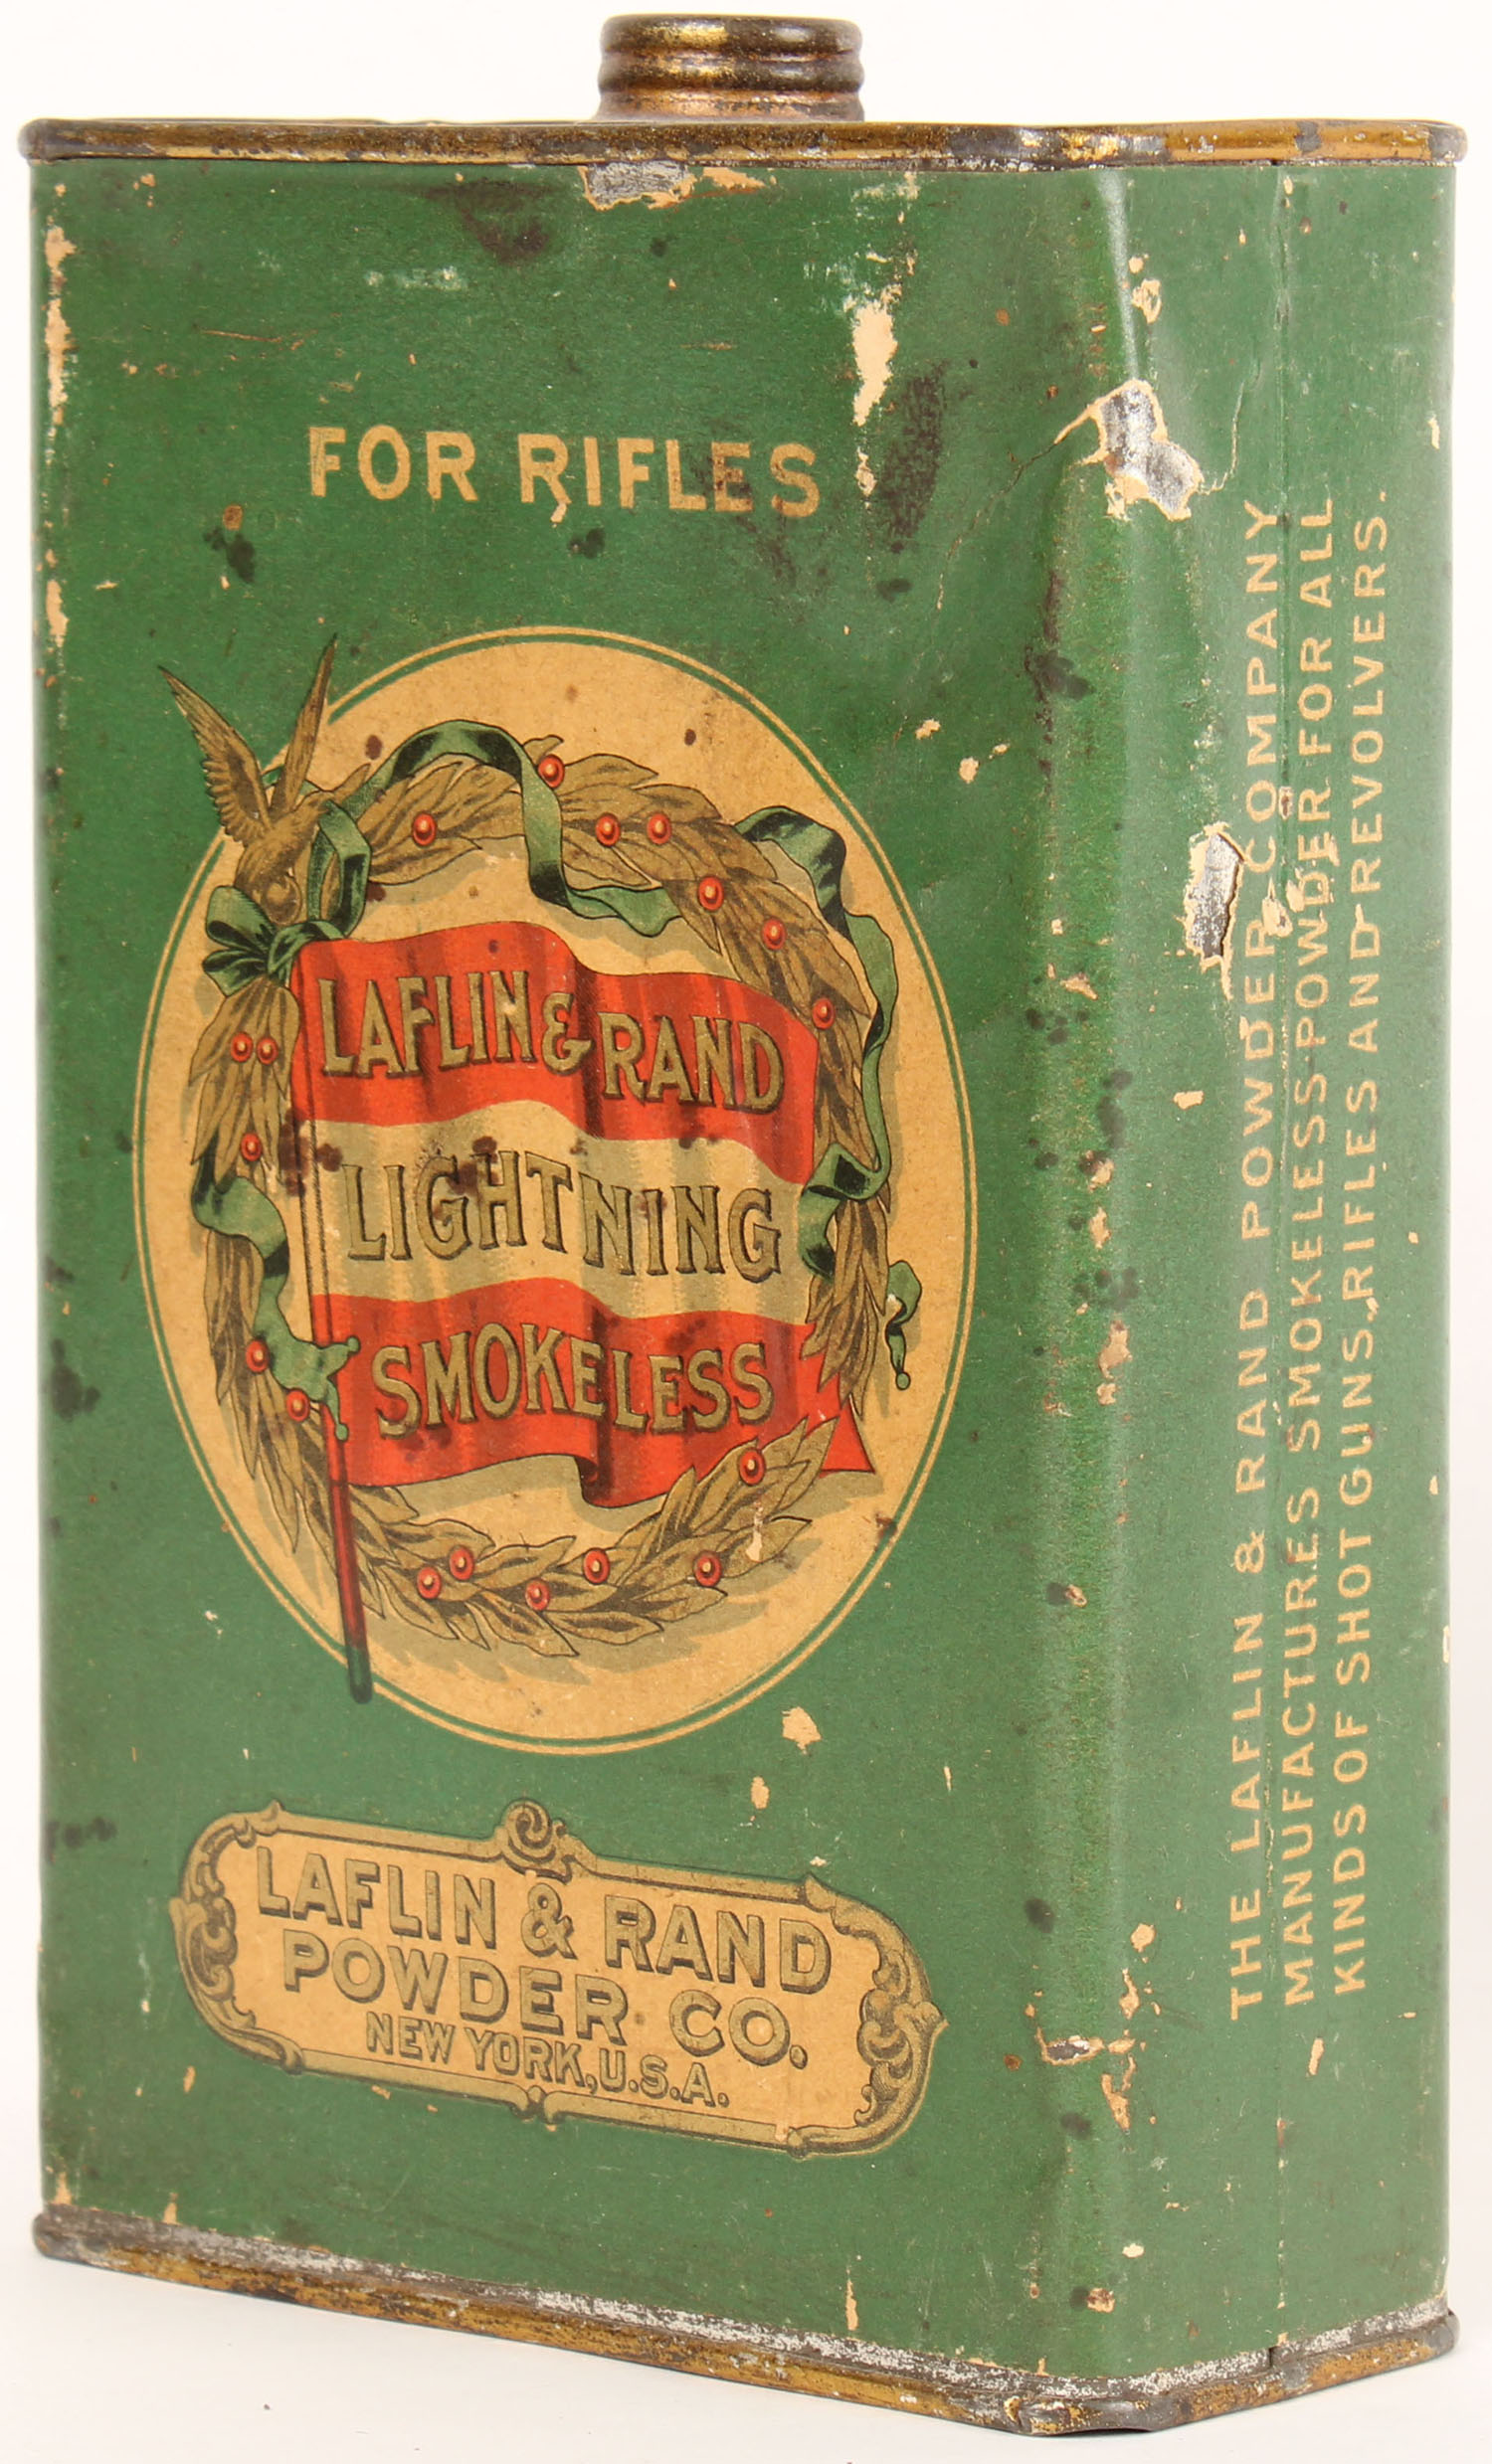 FOR RIFLES
LAFLIN & RAND
LIGHTNING
SMOKELESS
LAFLIN & RAND
POWDER CO.
NEW YORK, U.S.A.
THE LAFLIN & RAND POWDER COMPANY
MANUFACTURES SMOKELESS POWDER FOR ALL
KINDS OF SHOT GUNS, RIFLES AND REVOLVERS.